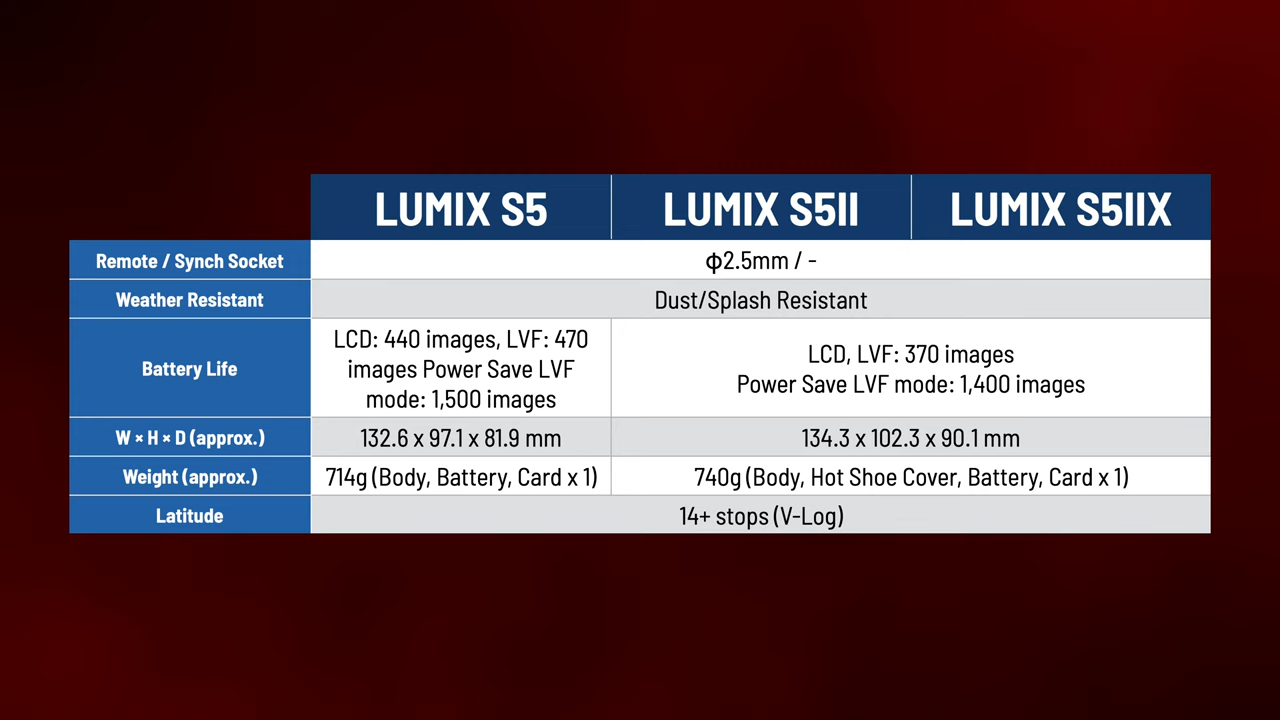 LUMIX S5 LUMIX S5II LUMIX S5IIX
Remote / Synch Socket ϕ2.5mm / -
Weather Resistant Dust/Splash Resistant
Battery Life
LCD: 440 images, LVF: 470
images Power Save LVF
mode: 1,500 images
LCD, LVF: 370 images
Power Save LVF mode: 1,400 images
W × H × D (approx.) 132.6 x 97.1 x 81.9 mm 134.3 x 102.3 x 90.1 mm
Weight (approx.) 714g (Body, Battery, Card x 1) 740g (Body, Hot Shoe Cover, Battery, Card x 1)
Latitude 14+ stops (V-Log)